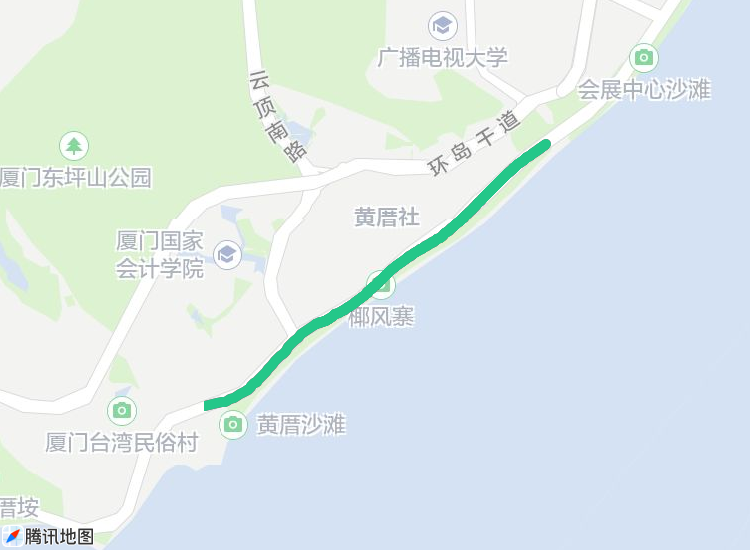 广播电视大学
会展中心沙滩
云顶南路
环岛干道
厦门东坪山公园
黄厝社
厦门国家
会计学院
椰风寨
厦门台湾民俗村
黄厝沙滩
厝垵
腾讯地图